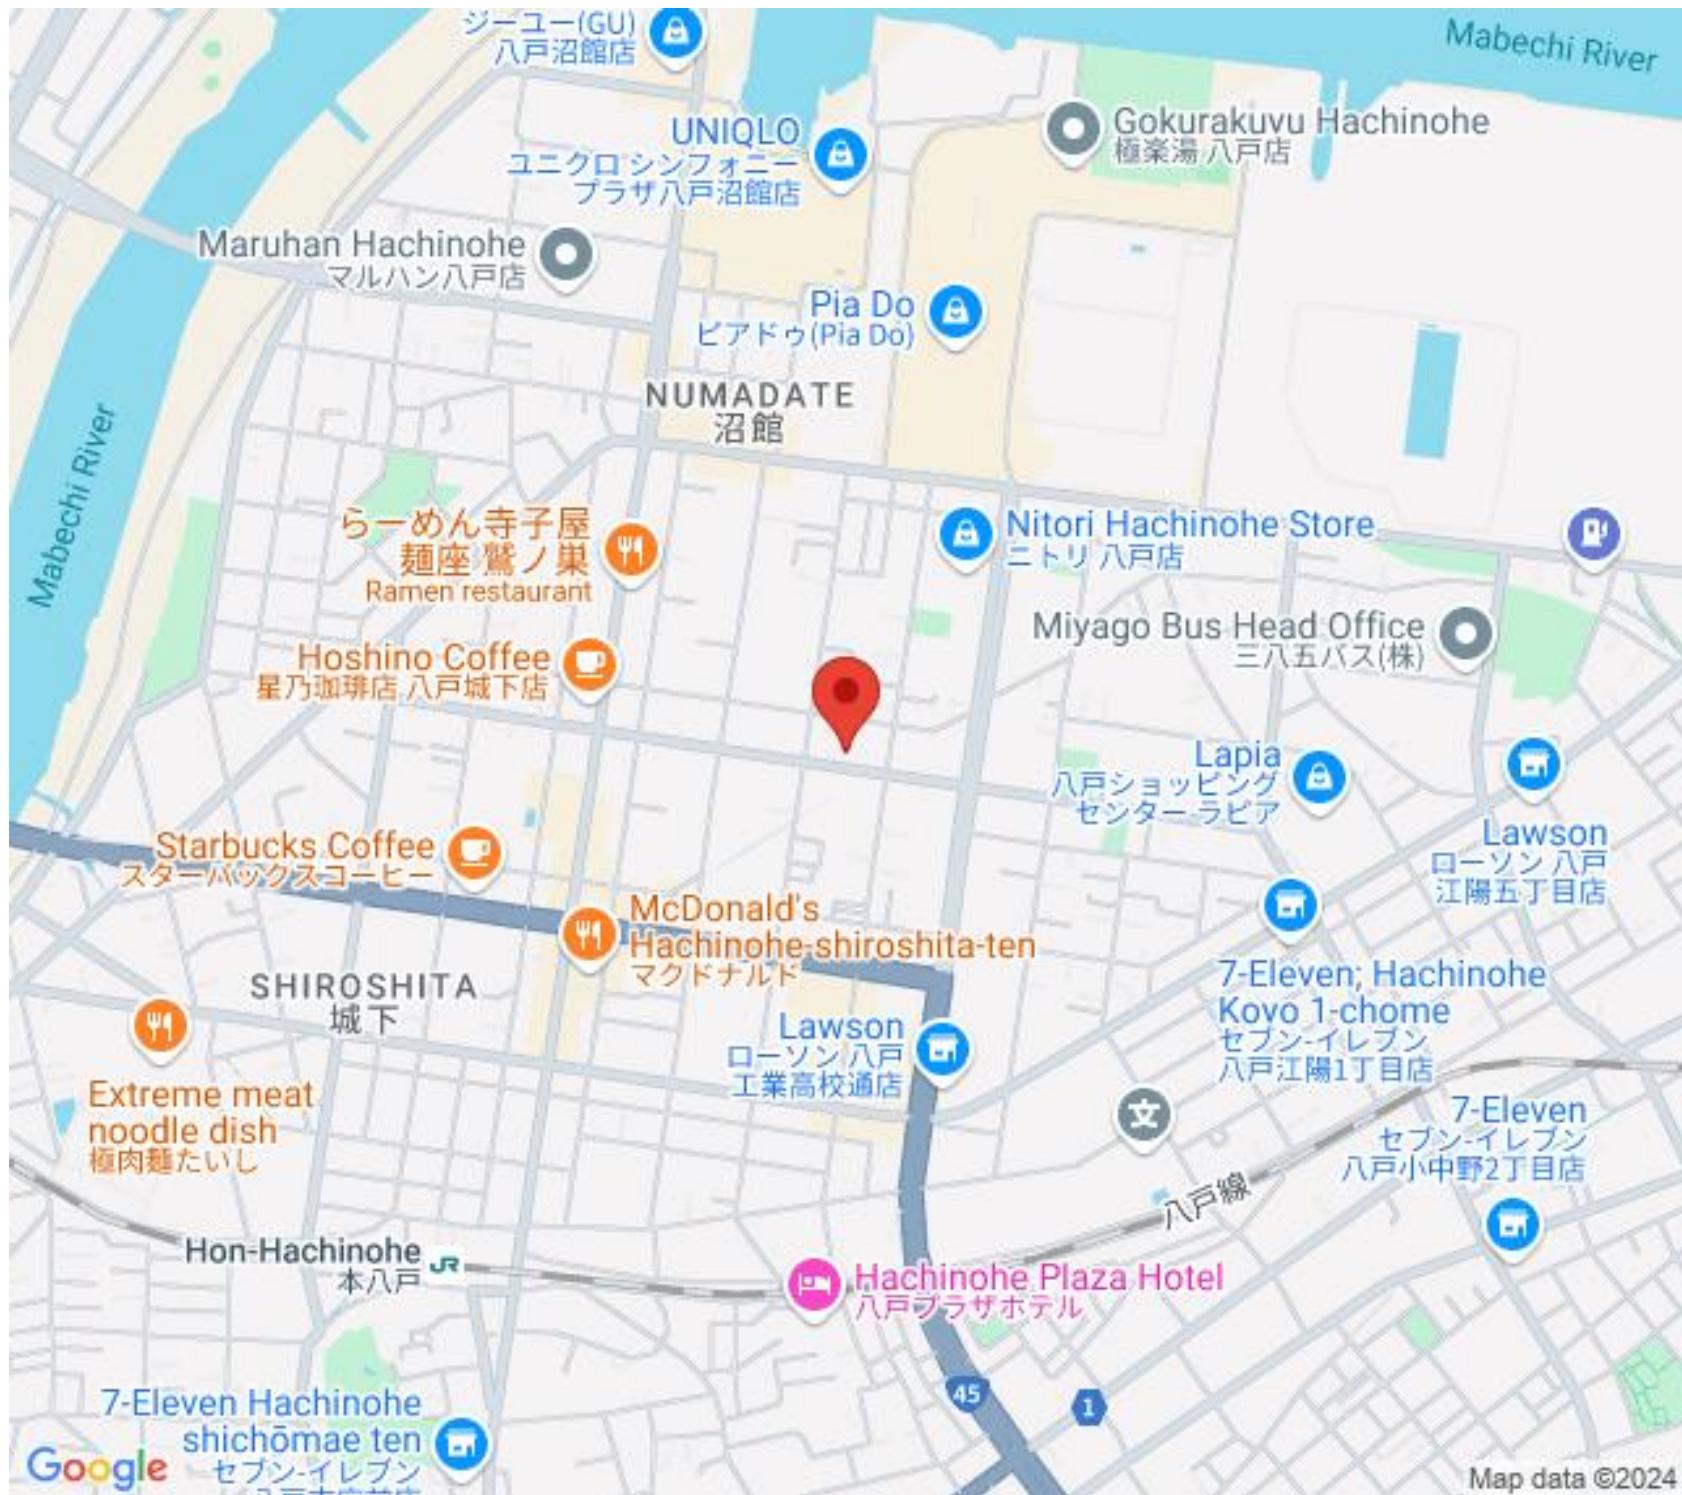 ジーユー(GU)
八戸沼館店
Mabechi River
UNIQLO
ユニクロ シンフォニー
プラザ八戸沼館店
Gokurakuyu Hachinohe
極楽湯 八戸店
Maruhan Hachinohe
マルハン八戸店
Pia Do
ピアドゥ(Pia Do)
NUMADATE
沼館
Mabechi River
らーめん寺子屋
麺座 鷲ノ巣
Ramen restaurant
Nitori Hachinohe Store
ニトリ 八戸店
Miyago Bus Head Office
三八五バス(株)
Hoshino Coffee
星乃珈琲店 八戸城下店
Lapia
八戸ショッピング
センター ラピア
Lawson
ローソン 八戸
江陽五丁目店
Starbucks Coffee
スターバックスコーヒー
McDonald's
Hachinohe-shiroshita-ten
マクドナルド
SHIROSHITA
城下
7-Eleven; Hachinohe
Koyo 1-chome
セブン-イレブン
八戸江陽1丁目店
Lawson
ローソン 八戸
工業高校通店
文
Extreme meat
noodle dish
極肉麺たいし
7-Eleven
セブン-イレブン
八戸小中野2丁目店
八戸線
Hon-Hachinohe
本八戸
JR
Hachinohe Plaza Hotel
八戸プラザホテル
45
1
7-Eleven Hachinohe
shichōmae ten
セブン-イレブン
Google
Map data ©2024